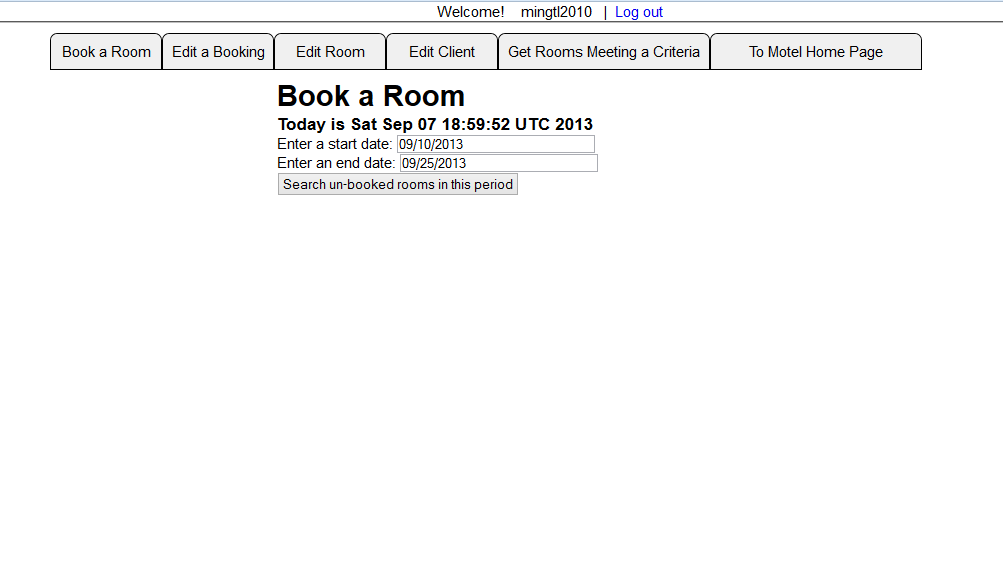 Welcome! mingtl2010 | Log out
Book a Room Edit a Booking Edit Room Edit Client Get Rooms Meeting a Criteria To Motel Home Page
Book a Room
Today is Sat Sep 07 18:59:52 UTC 2013
Enter a start date: 09/10/2013
Enter an end date: 09/25/2013
Search un-booked rooms in this period